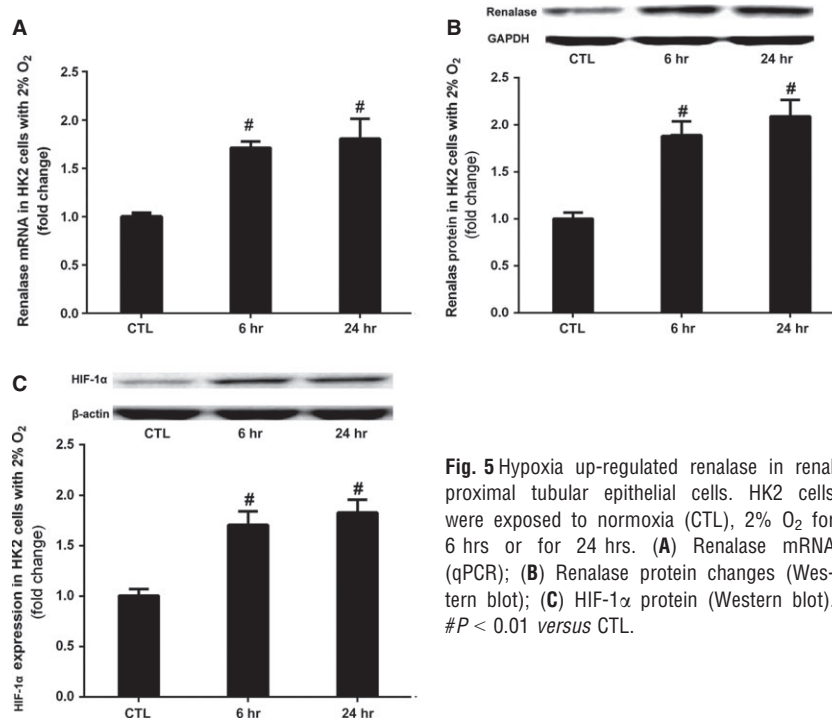 A
Renalase mRNA in HK2 cells with 2% O₂
(fold change)
2.5
2.0
1.5
1.0
0.5
0.0
#
#
CTL
6 hr
24 hr
B
Renalase
GAPDH
CTL
6 hr
24 hr
Renalas protein in HK2 cells with 2% O₂
(fold change)
2.5
2.0
1.5
1.0
0.5
0.0
#
#
CTL
6 hr
24 hr
C
HIF-1α
β-actin
CTL
6 hr
24 hr
HIF-1α expression in HK2 cells with 2% O₂
(fold change)
2.5
2.0
1.5
1.0
0.5
0.0
#
#
CTL
6 hr
24 hr
Fig. 5 Hypoxia up-regulated renalase in renal
proximal tubular epithelial cells. HK2 cells
were exposed to normoxia (CTL), 2% O₂ for
6 hrs or for 24 hrs. (A) Renalase mRNA
(qPCR); (B) Renalase protein changes (Wes-
tern blot); (C) HIF-1α protein (Western blot).
#P < 0.01 versus CTL.